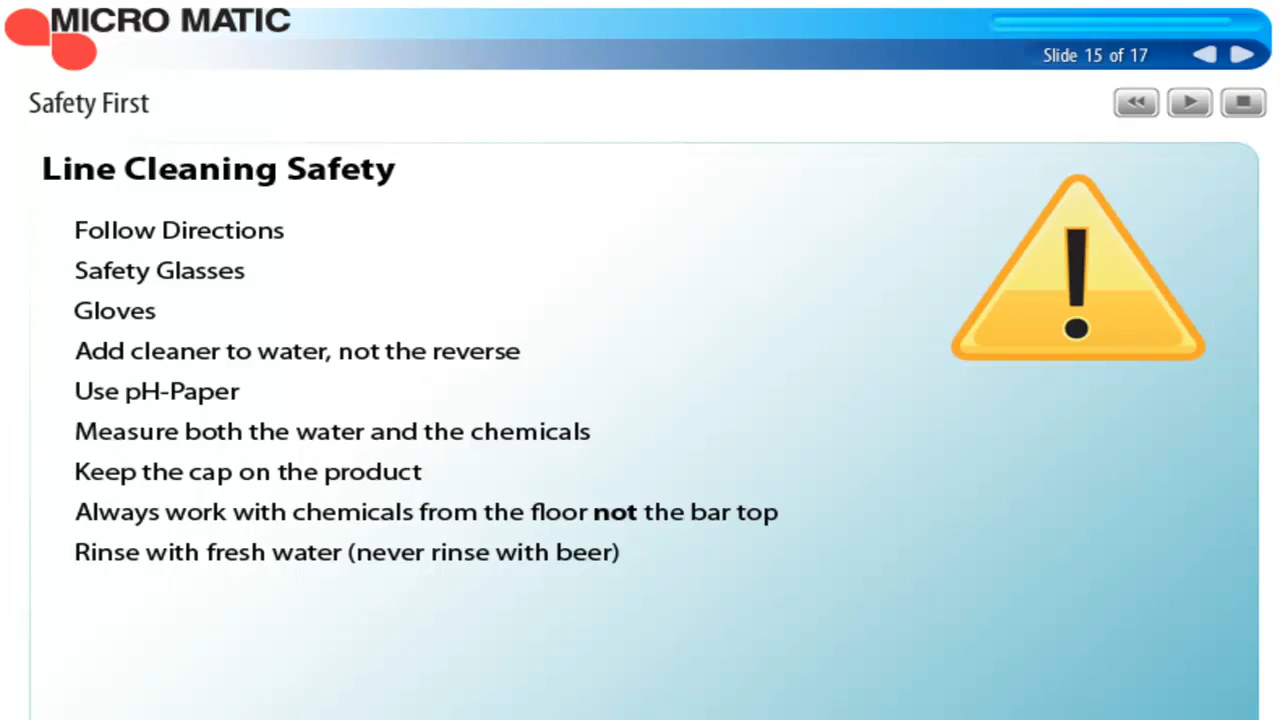 MICRO MATIC
Slide 15 of 17
Safety First
Line Cleaning Safety
Follow Directions
Safety Glasses
Gloves
Add cleaner to water, not the reverse
Use pH-Paper
Measure both the water and the chemicals
Keep the cap on the product
Always work with chemicals from the floor not the bar top
Rinse with fresh water (never rinse with beer)